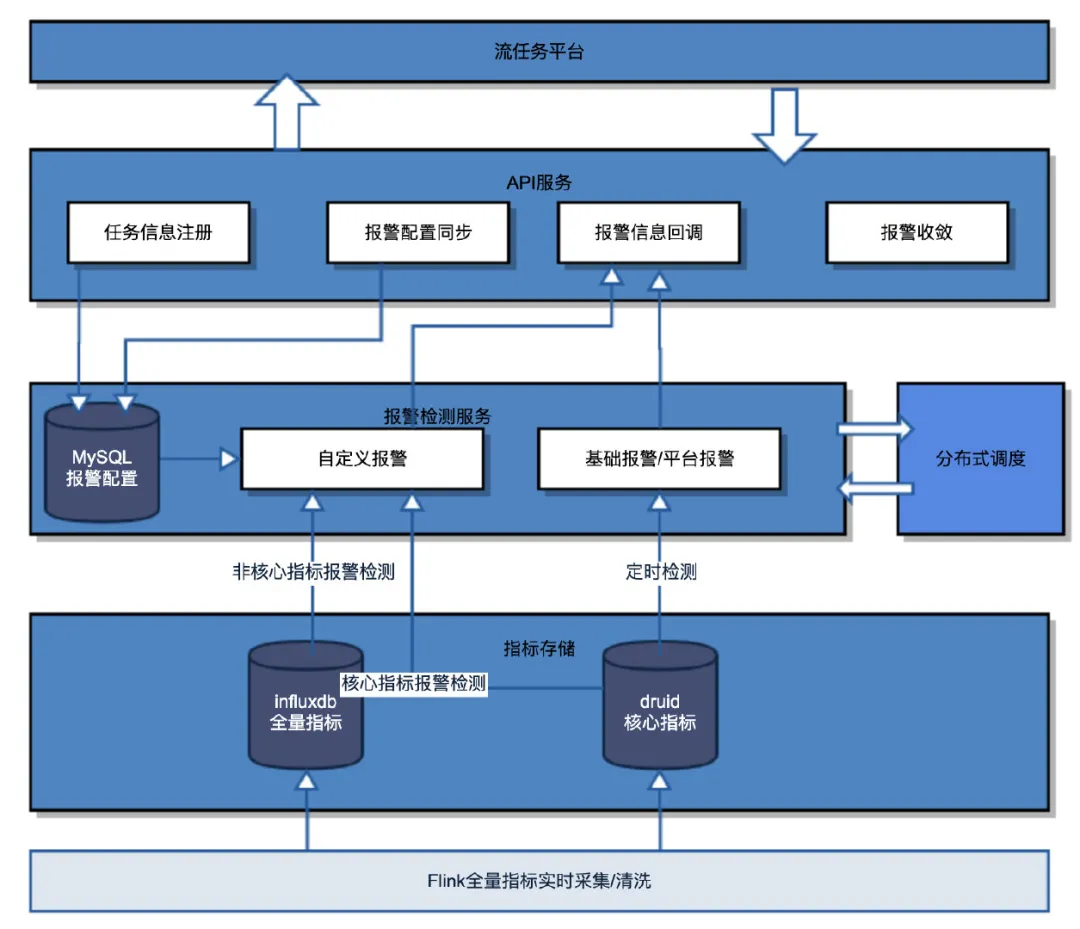 流任务平台
API服务
任务信息注册
报警配置同步
报警信息回调
报警收敛
报警检测服务
MySQL
报警配置
自定义报警
基础报警/平台报警
分布式调度
非核心指标报警检测
定时检测
指标存储
核心指标报警检测
influxdb
全量指标
druid
核心指标
Flink全量指标实时采集/清洗